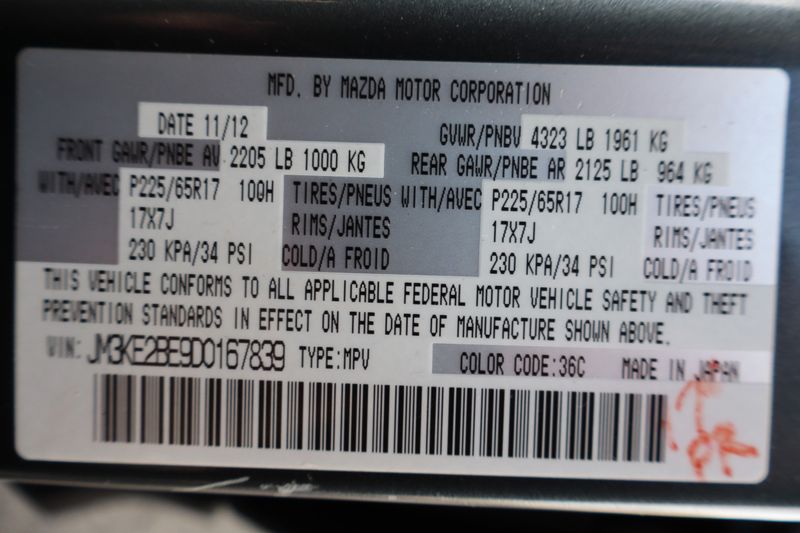 MFD. BY MAZDA MOTOR CORPORATION
DATE 11/12 GVWR/PNBV 4323 LB 1961 KG
FRONT GAWR/PNBE AV 2205 LB 1000 KG REAR GAWR/PNBE AR 2125 LB 964 KG
WITH/AVEC P225/65R17 100H TIRES/PNEUS WITH/AVEC P225/65R17 100H TIRES/PNEUS
17X7J RIMS/JANTES 17X7J RIMS/JANTES
230 KPA/34 PSI COLD/A FROID 230 KPA/34 PSI COLD/A FROID
THIS VEHICLE CONFORMS TO ALL APPLICABLE FEDERAL MOTOR VEHICLE SAFETY AND THEFT
PREVENTION STANDARDS IN EFFECT ON THE DATE OF MANUFACTURE SHOWN ABOVE.
VIN: JM3KE2BE9D0167839 TYPE:MPV COLOR CODE:36C MADE IN JAPAN